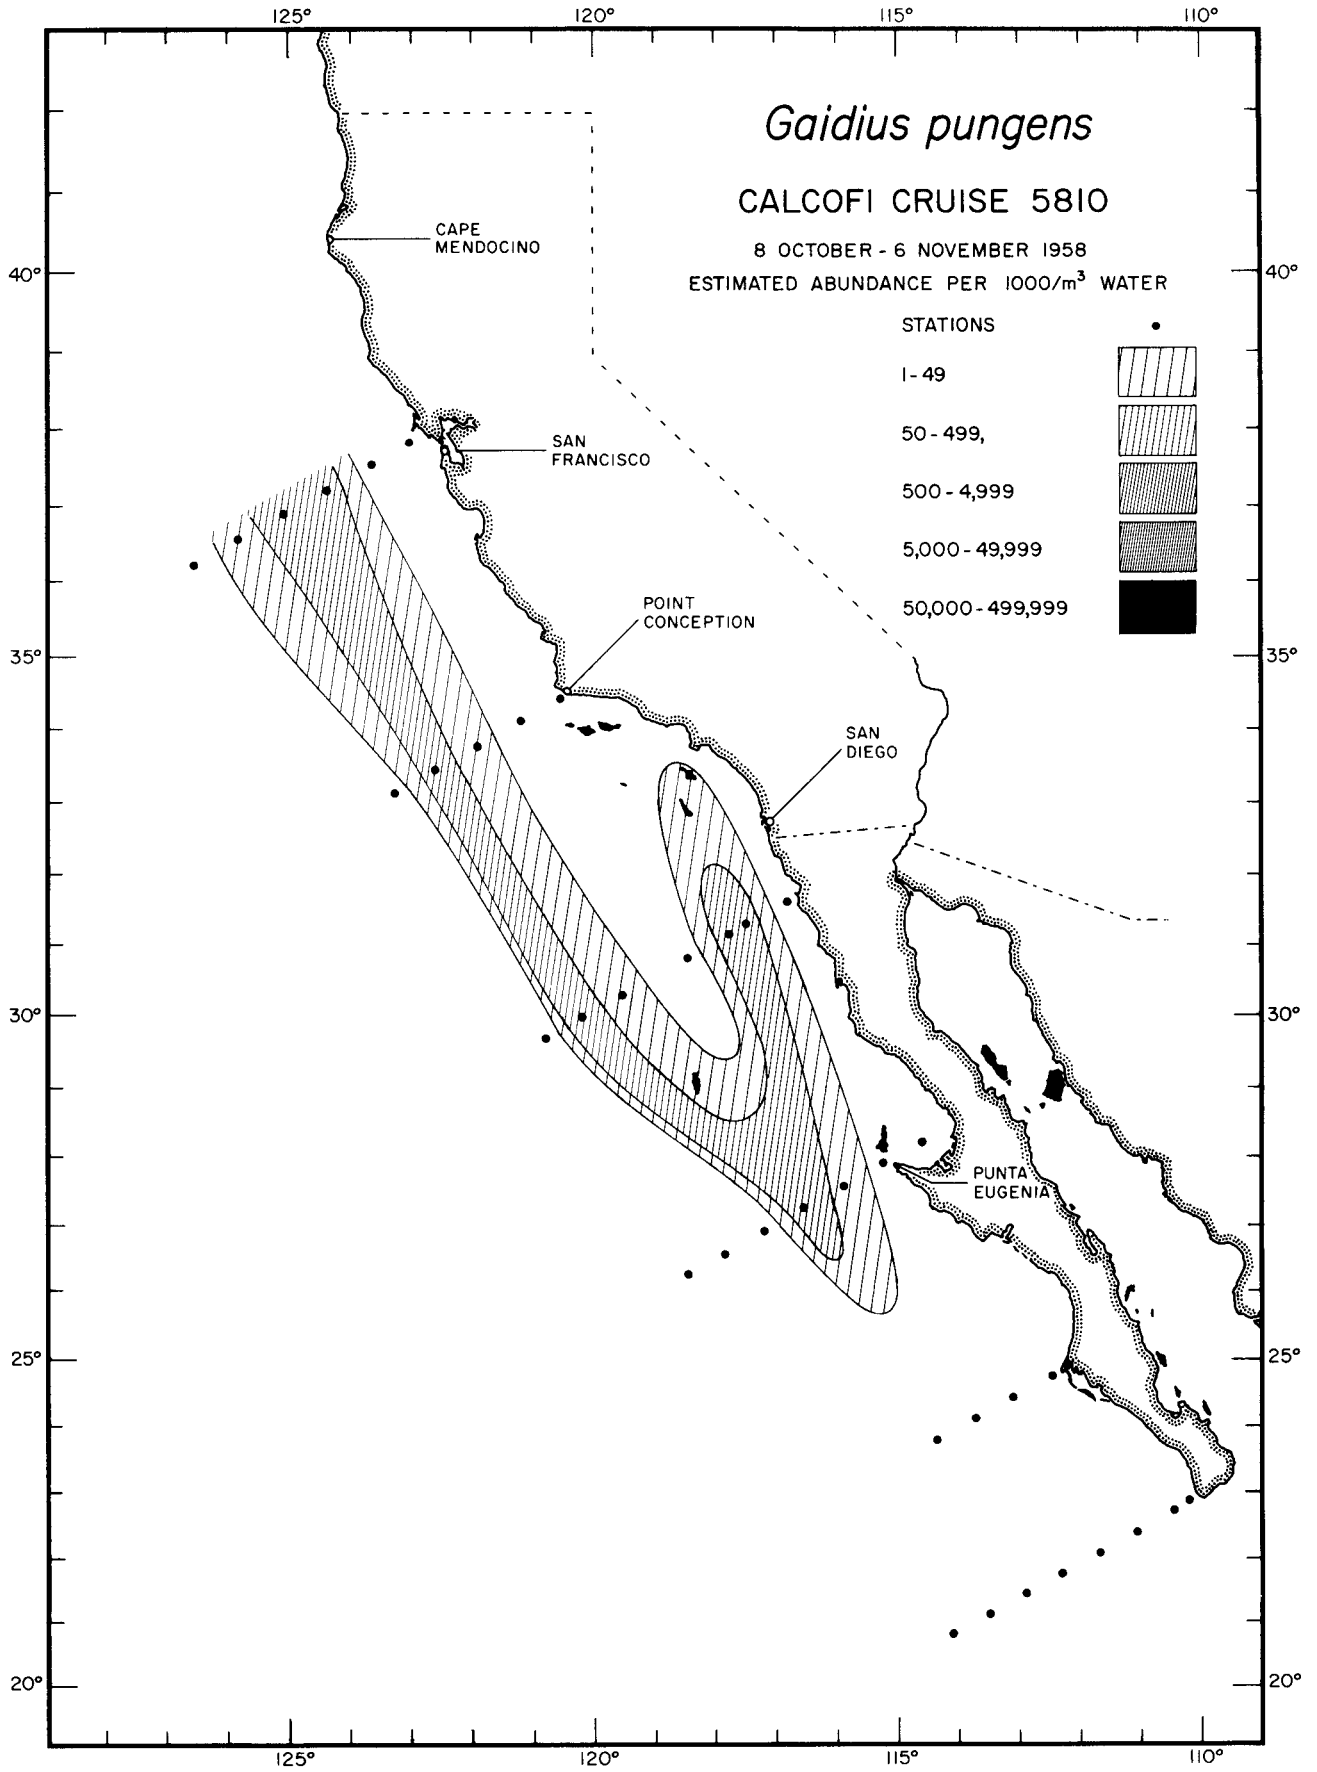 125° 120° 115° 110°
Gaidius pungens
CALCOFI CRUISE 5810
8 OCTOBER - 6 NOVEMBER 1958
ESTIMATED ABUNDANCE PER 1000/m³ WATER
STATIONS
1 - 49
50 - 499,
500 - 4,999
5,000 - 49,999
50,000 - 499,999
CAPE
MENDOCINO
40° 40°
SAN
FRANCISCO
POINT
CONCEPTION
35° 35°
SAN
DIEGO
30° 30°
PUNTA
EUGENIA
25° 25°
20° 20°
125° 120° 115° 110°